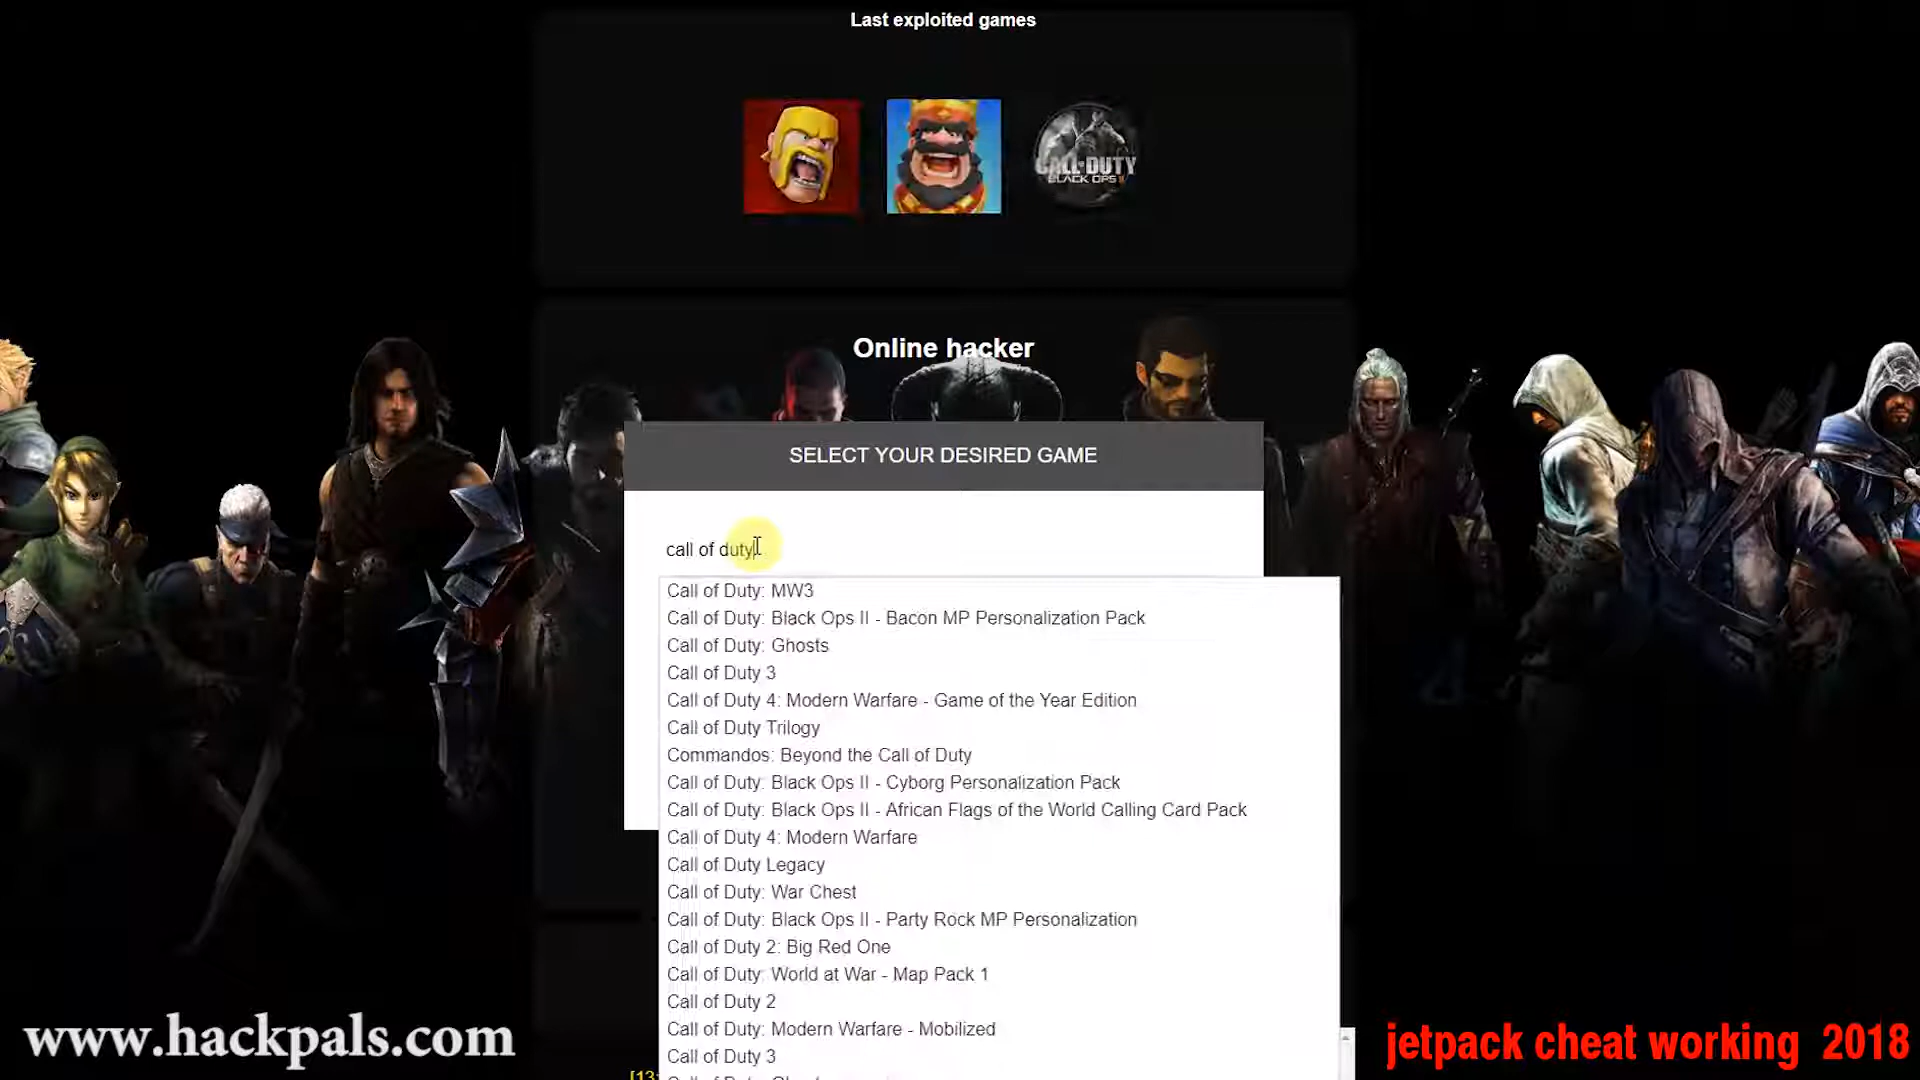 Last exploited games
CALL·DUTY
BLACK OPS II
Online hacker
SELECT YOUR DESIRED GAME
call of duty
Call of Duty: MW3
Call of Duty: Black Ops II - Bacon MP Personalization Pack
Call of Duty: Ghosts
Call of Duty 3
Call of Duty 4: Modern Warfare - Game of the Year Edition
Call of Duty Trilogy
Commandos: Beyond the Call of Duty
Call of Duty: Black Ops II - Cyborg Personalization Pack
Call of Duty: Black Ops II - African Flags of the World Calling Card Pack
Call of Duty 4: Modern Warfare
Call of Duty Legacy
Call of Duty: War Chest
Call of Duty: Black Ops II - Party Rock MP Personalization
Call of Duty 2: Big Red One
Call of Duty: World at War - Map Pack 1
Call of Duty 2
Call of Duty: Modern Warfare - Mobilized
Call of Duty 3
[13:
www.hackpals.com
jetpack cheat working 2018